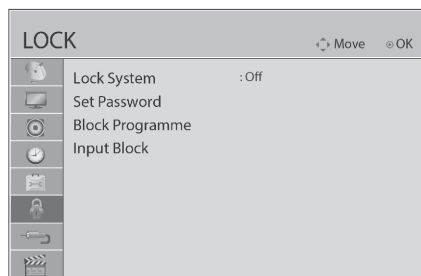 LOCK
Move OK
Lock System : Off
Set Password
Block Programme
Input Block